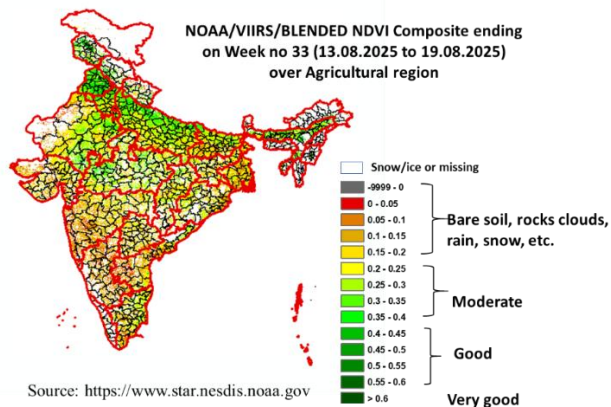 NOAA/VIIRS/BLENDED NDVI Composite ending
on Week no 33 (13.08.2025 to 19.08.2025)
over Agricultural region
Snow/ice or missing
-9999 - 0
0 - 0.05
0.05 - 0.1
0.1 - 0.15
0.15 - 0.2
Bare soil, rocks clouds,
rain, snow, etc.
0.2 - 0.25
0.25 - 0.3
0.3 - 0.35
0.35 - 0.4
Moderate
0.4 - 0.45
0.45 - 0.5
0.5 - 0.55
0.55 - 0.6
Good
> 0.6
Very good
Source: https://www.star.nesdis.noaa.gov